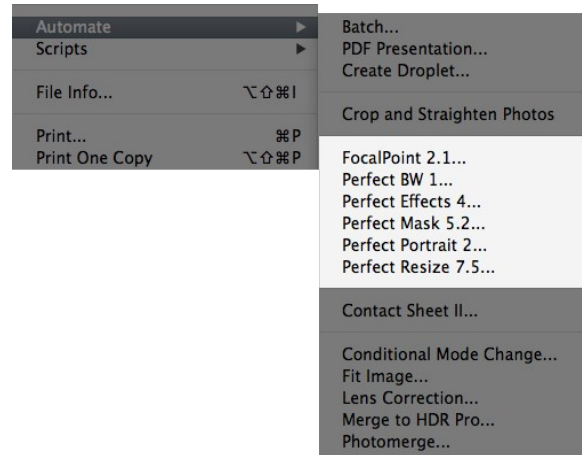 Automate ▶
Scripts ▶
File Info... ⌥⇧⌘I
Print... ⌘P
Print One Copy ⌥⇧⌘P
Batch...
PDF Presentation...
Create Droplet...
Crop and Straighten Photos
FocalPoint 2.1...
Perfect BW 1...
Perfect Effects 4...
Perfect Mask 5.2...
Perfect Portrait 2...
Perfect Resize 7.5...
Contact Sheet II...
Conditional Mode Change...
Fit Image...
Lens Correction...
Merge to HDR Pro...
Photomerge...